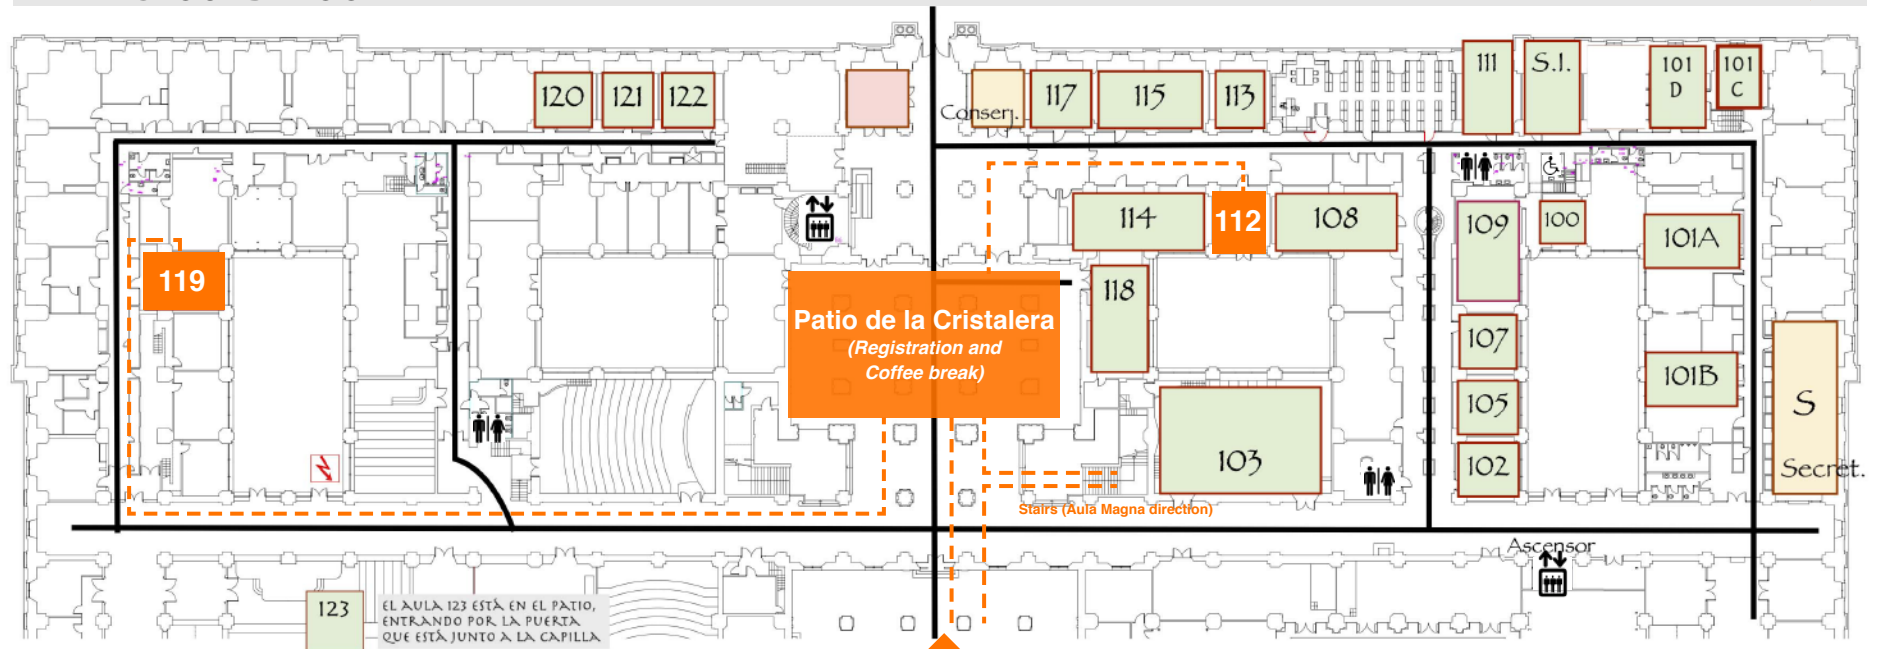 120
121
122
Conserj.
117
115
113
111
S.I.
101
D
101
C
114
112
108
109
100
101A
119
118
Patio de la Cristalera
(Registration and
Coffee break)
107
101B
105
103
102
S
Secret.
Stairs (Aula Magna direction)
Ascensor
123
EL AULA 123 ESTÁ EN EL PATIO,
ENTRANDO POR LA PUERTA
QUE ESTÁ JUNTO A LA CAPILLA